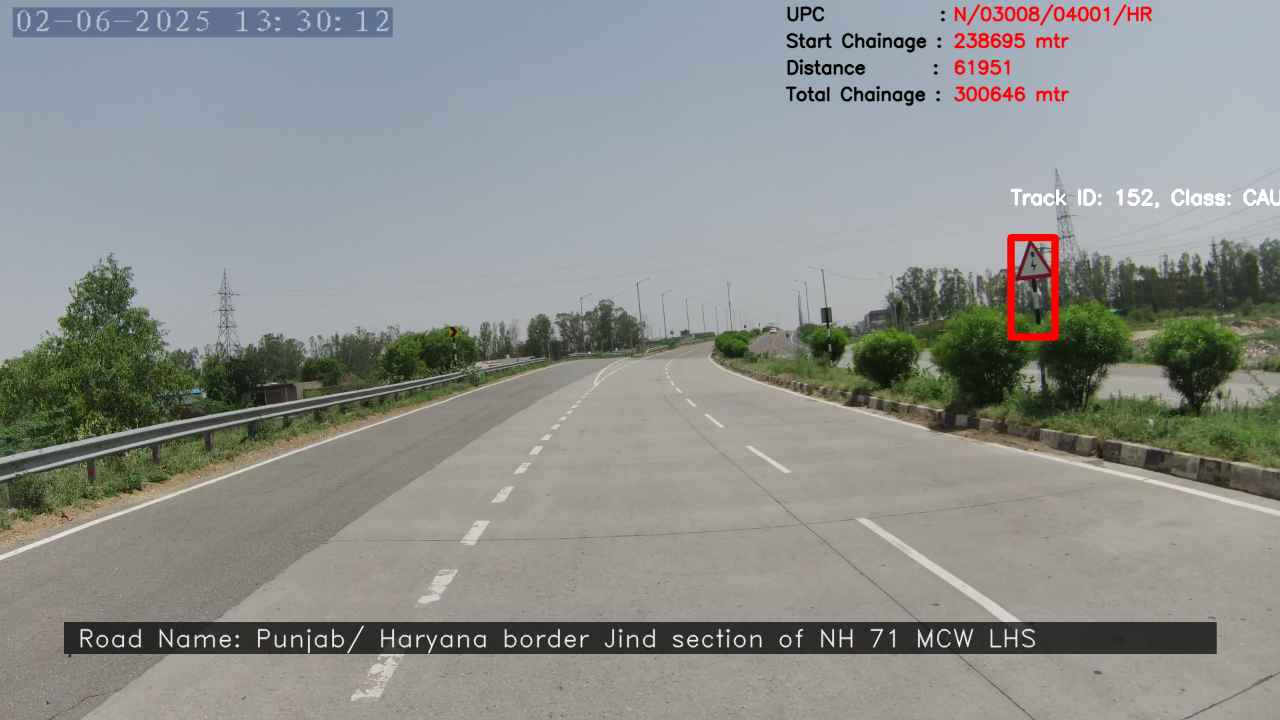 02-06-2025 13:30:12
UPC : N/03008/04001/HR
Start Chainage : 238695 mtr
Distance : 61951
Total Chainage : 300646 mtr
Track ID: 152, Class: CAU
Road Name: Punjab/ Haryana border Jind section of NH 71 MCW LHS